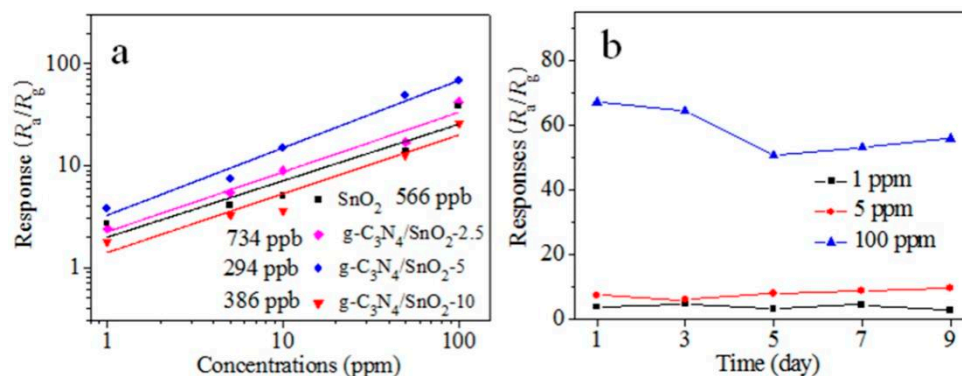 a
Response (Ra/Rg)
100
10
1
SnO2 566 ppb
734 ppb g-C3N4/SnO2-2.5
294 ppb g-C3N4/SnO2-5
386 ppb g-C3N4/SnO2-10
1 10 100
Concentrations (ppm)
b
Responses (Ra/Rg)
80
60
40
20
0
1 ppm
5 ppm
100 ppm
1 3 5 7 9
Time (day)